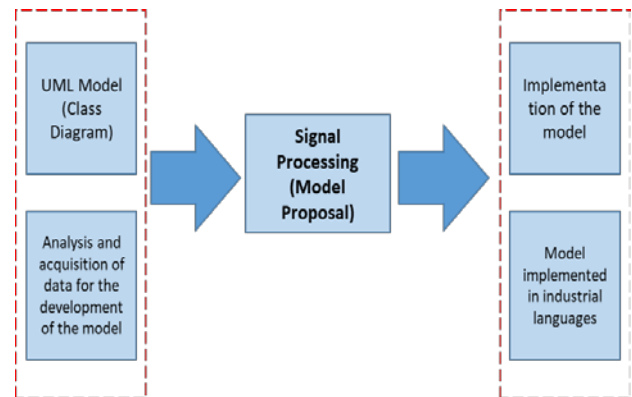 UML Model
(Class
Diagram)
Analysis and
acquisition of
data for the
development
of the model
Signal
Processing
(Model
Proposal)
Implementa
tion of the
model
Model
implemented
in industrial
languages